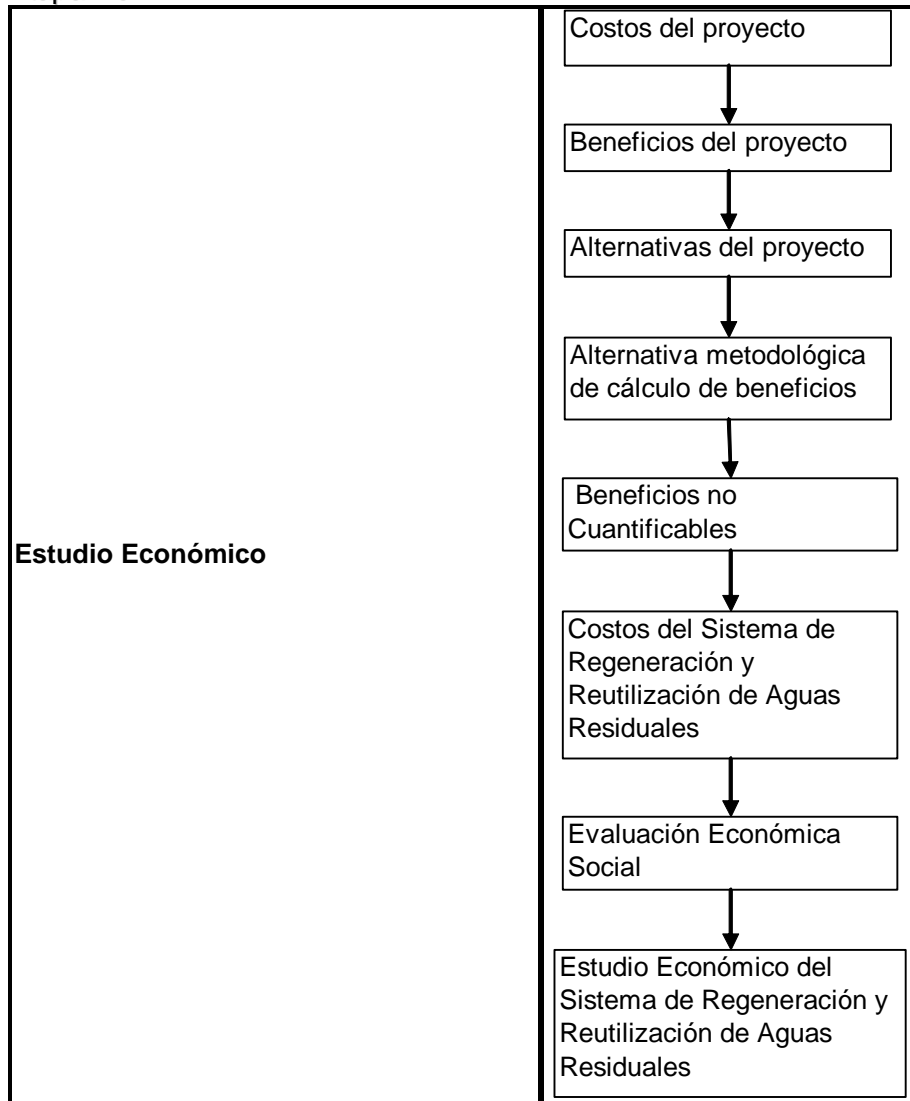 Costos del proyecto
Beneficios del proyecto
Alternativas del proyecto
Alternativa metodológica
de cálculo de beneficios
Beneficios no
Cuantificables
Estudio Económico
Costos del Sistema de
Regeneración y
Reutilización de Aguas
Residuales
Evaluación Económica
Social
Estudio Económico del
Sistema de Regeneración y
Reutilización de Aguas
Residuales